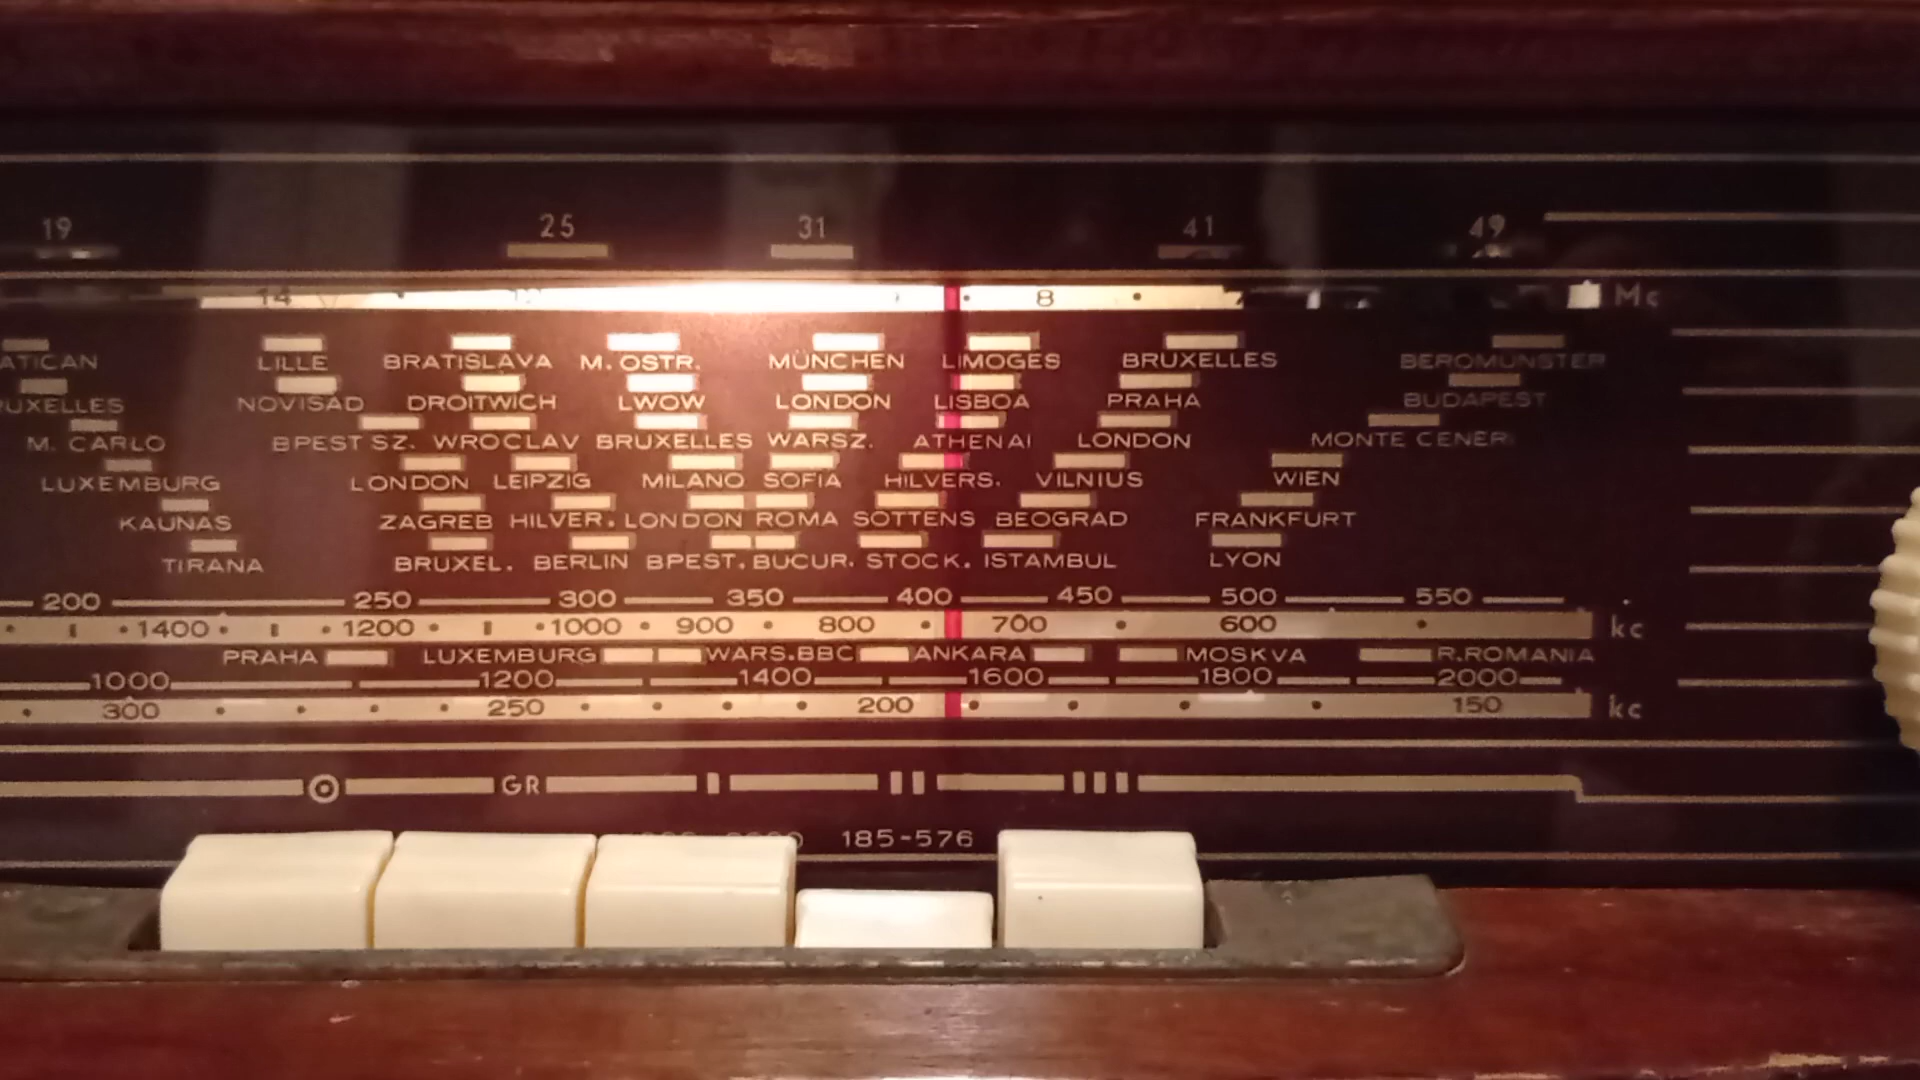 19 25 31 41 49
14 8 Mc
ATICAN LILLE BRATISLAVA M. OSTR. MÜNCHEN LIMOGES BRUXELLES BEROMUNSTER
UXELLES NOVISAD DROITWICH LWOW LONDON LISBOA PRAHA BUDAPEST
M. CARLO BPEST SZ. WROCLAV BRUXELLES WARSZ. ATHENAI LONDON MONTE CENERI
LUXEMBURG LONDON LEIPZIG MILANO SOFIA HILVERS. VILNIUS WIEN
KAUNAS ZAGREB HILVER. LONDON ROMA SOTTENS BEOGRAD FRANKFURT
TIRANA BRUXEL. BERLIN BPEST. BUCUR. STOCK. ISTAMBUL LYON
200 250 300 350 400 450 500 550
1400 1200 1000 900 800 700 600 kc
PRAHA LUXEMBURG WARS.BBC ANKARA MOSKVA R.ROMANIA
1000 1200 1400 1600 1800 2000
300 250 200 150 kc
GR I II III
185-576